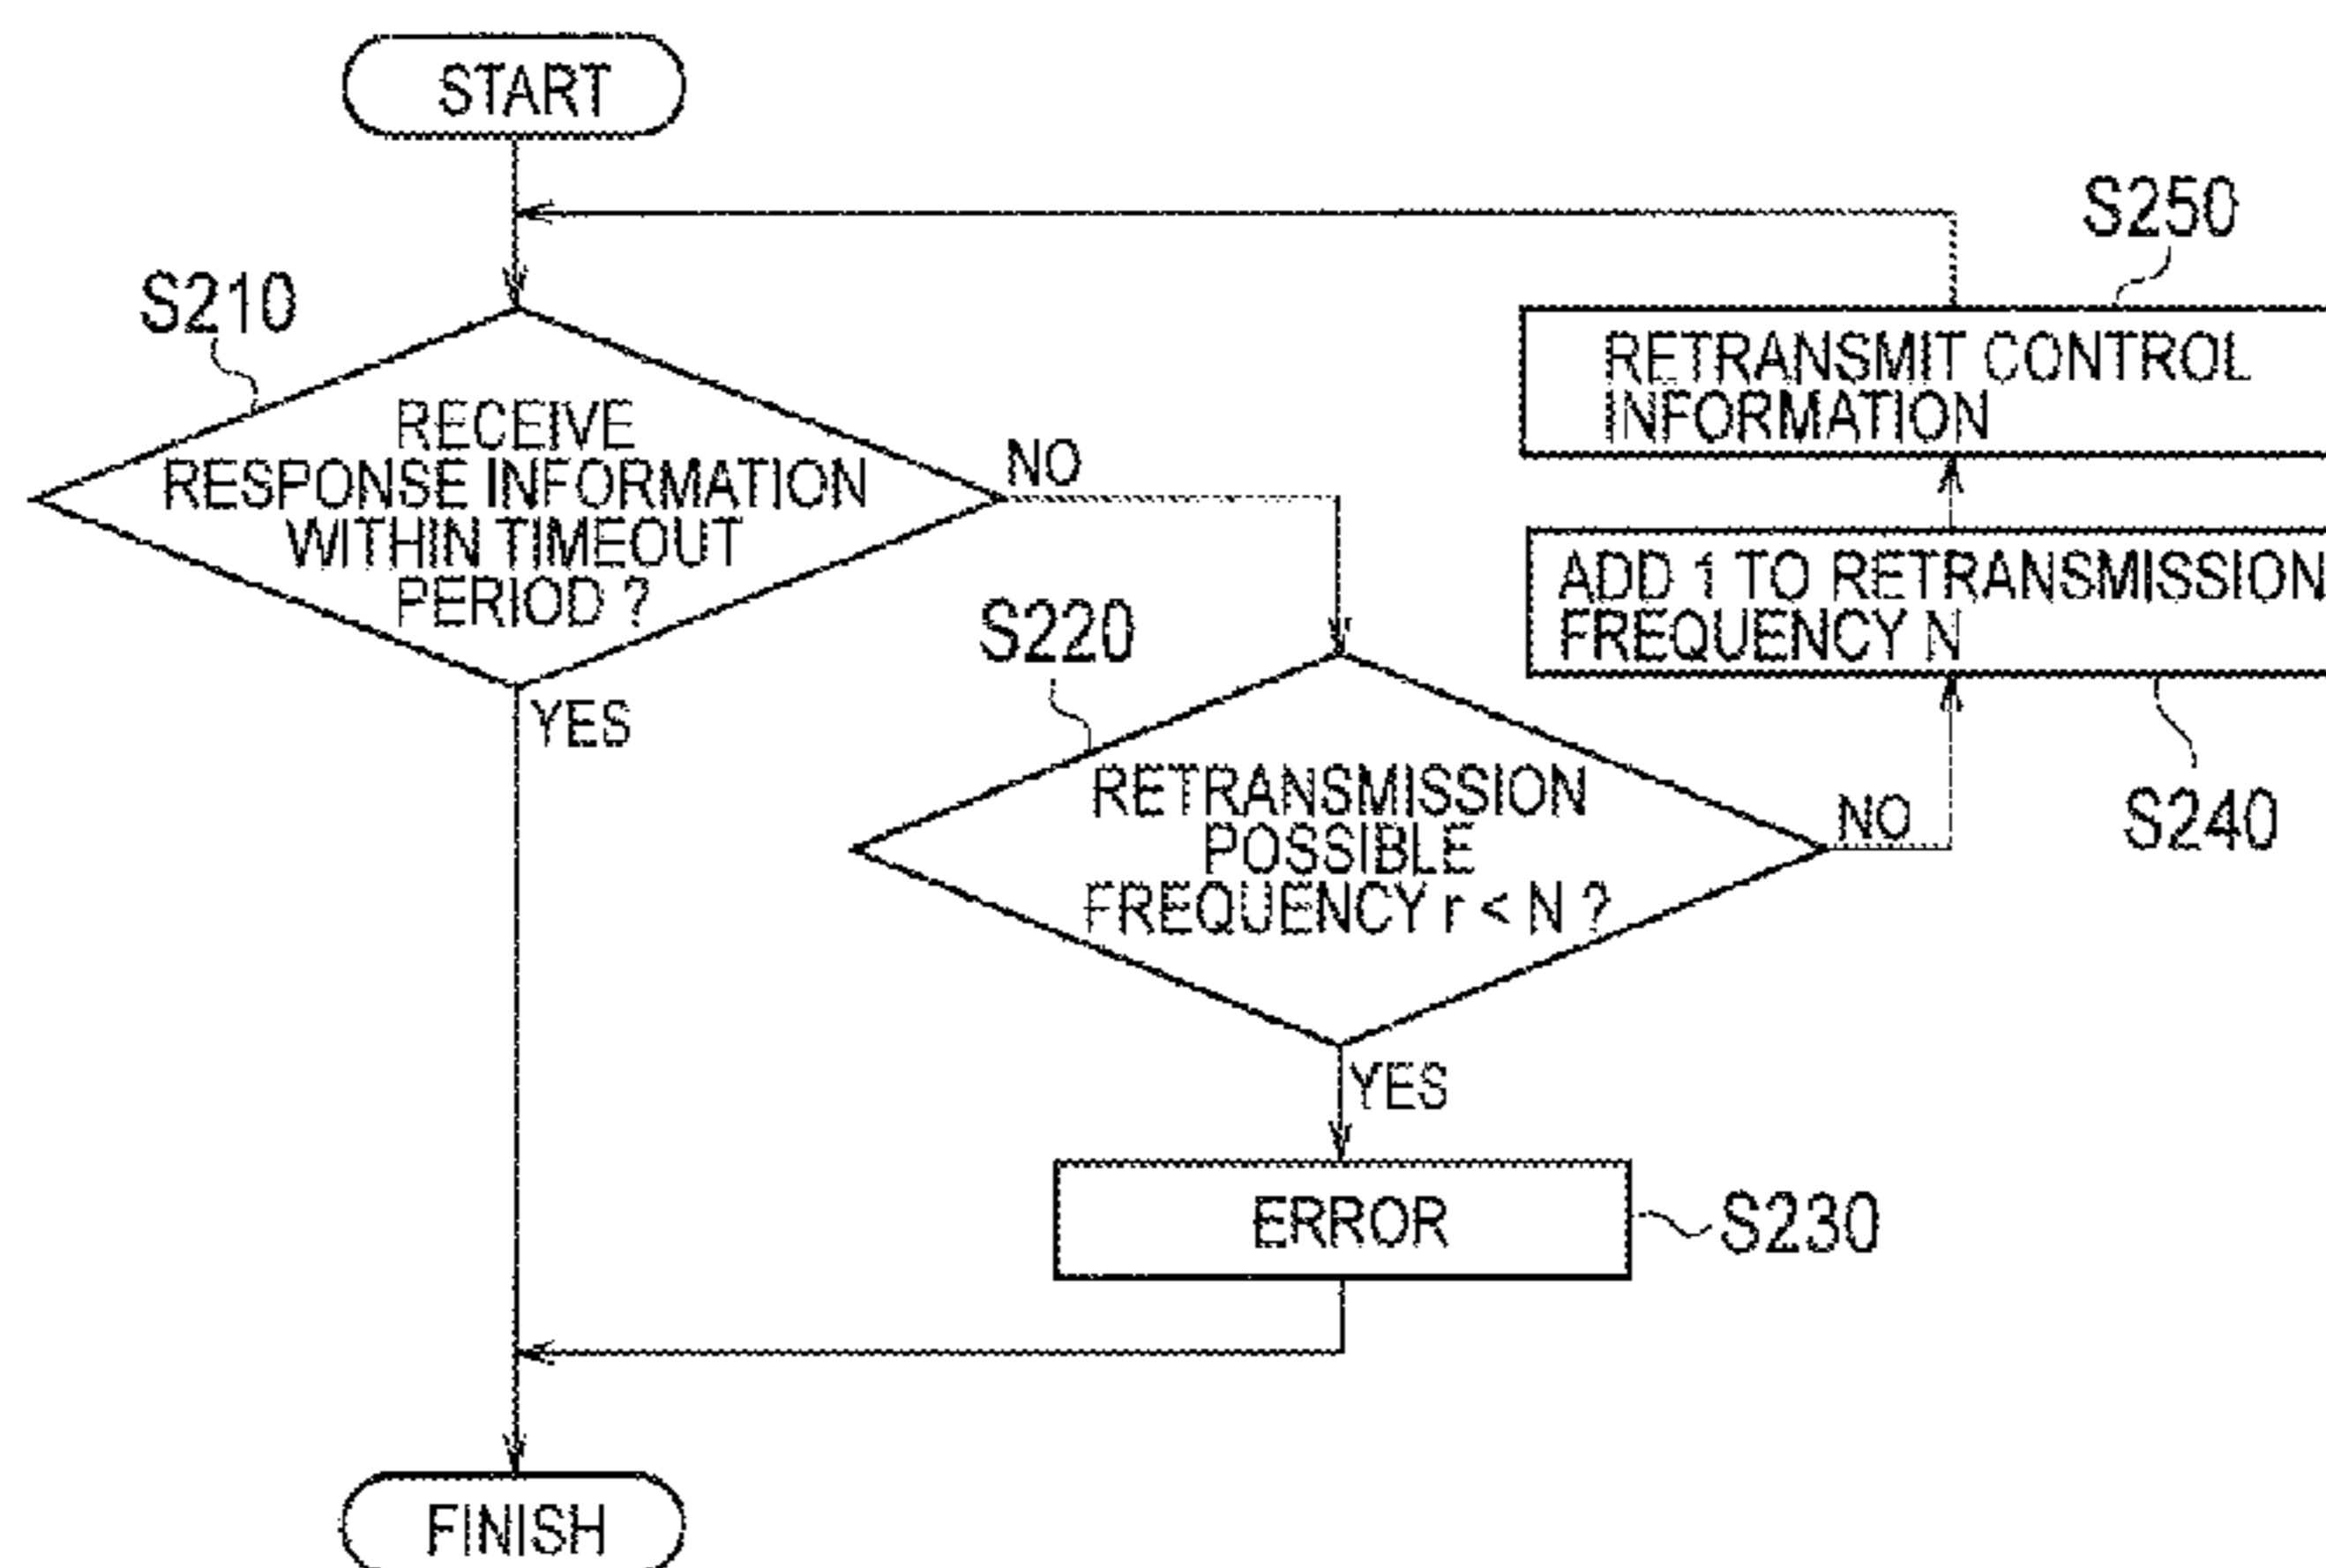 START
S250
S210
RETRANSMIT CONTROL
INFORMATION
RECEIVE
RESPONSE INFORMATION
WITHIN TIMEOUT
PERIOD ?
NO
ADD 1 TO RETRANSMISSION
FREQUENCY N
S220
YES
RETRANSMISSION
POSSIBLE
FREQUENCY r < N ?
NO
S240
YES
ERROR
S230
FINISH